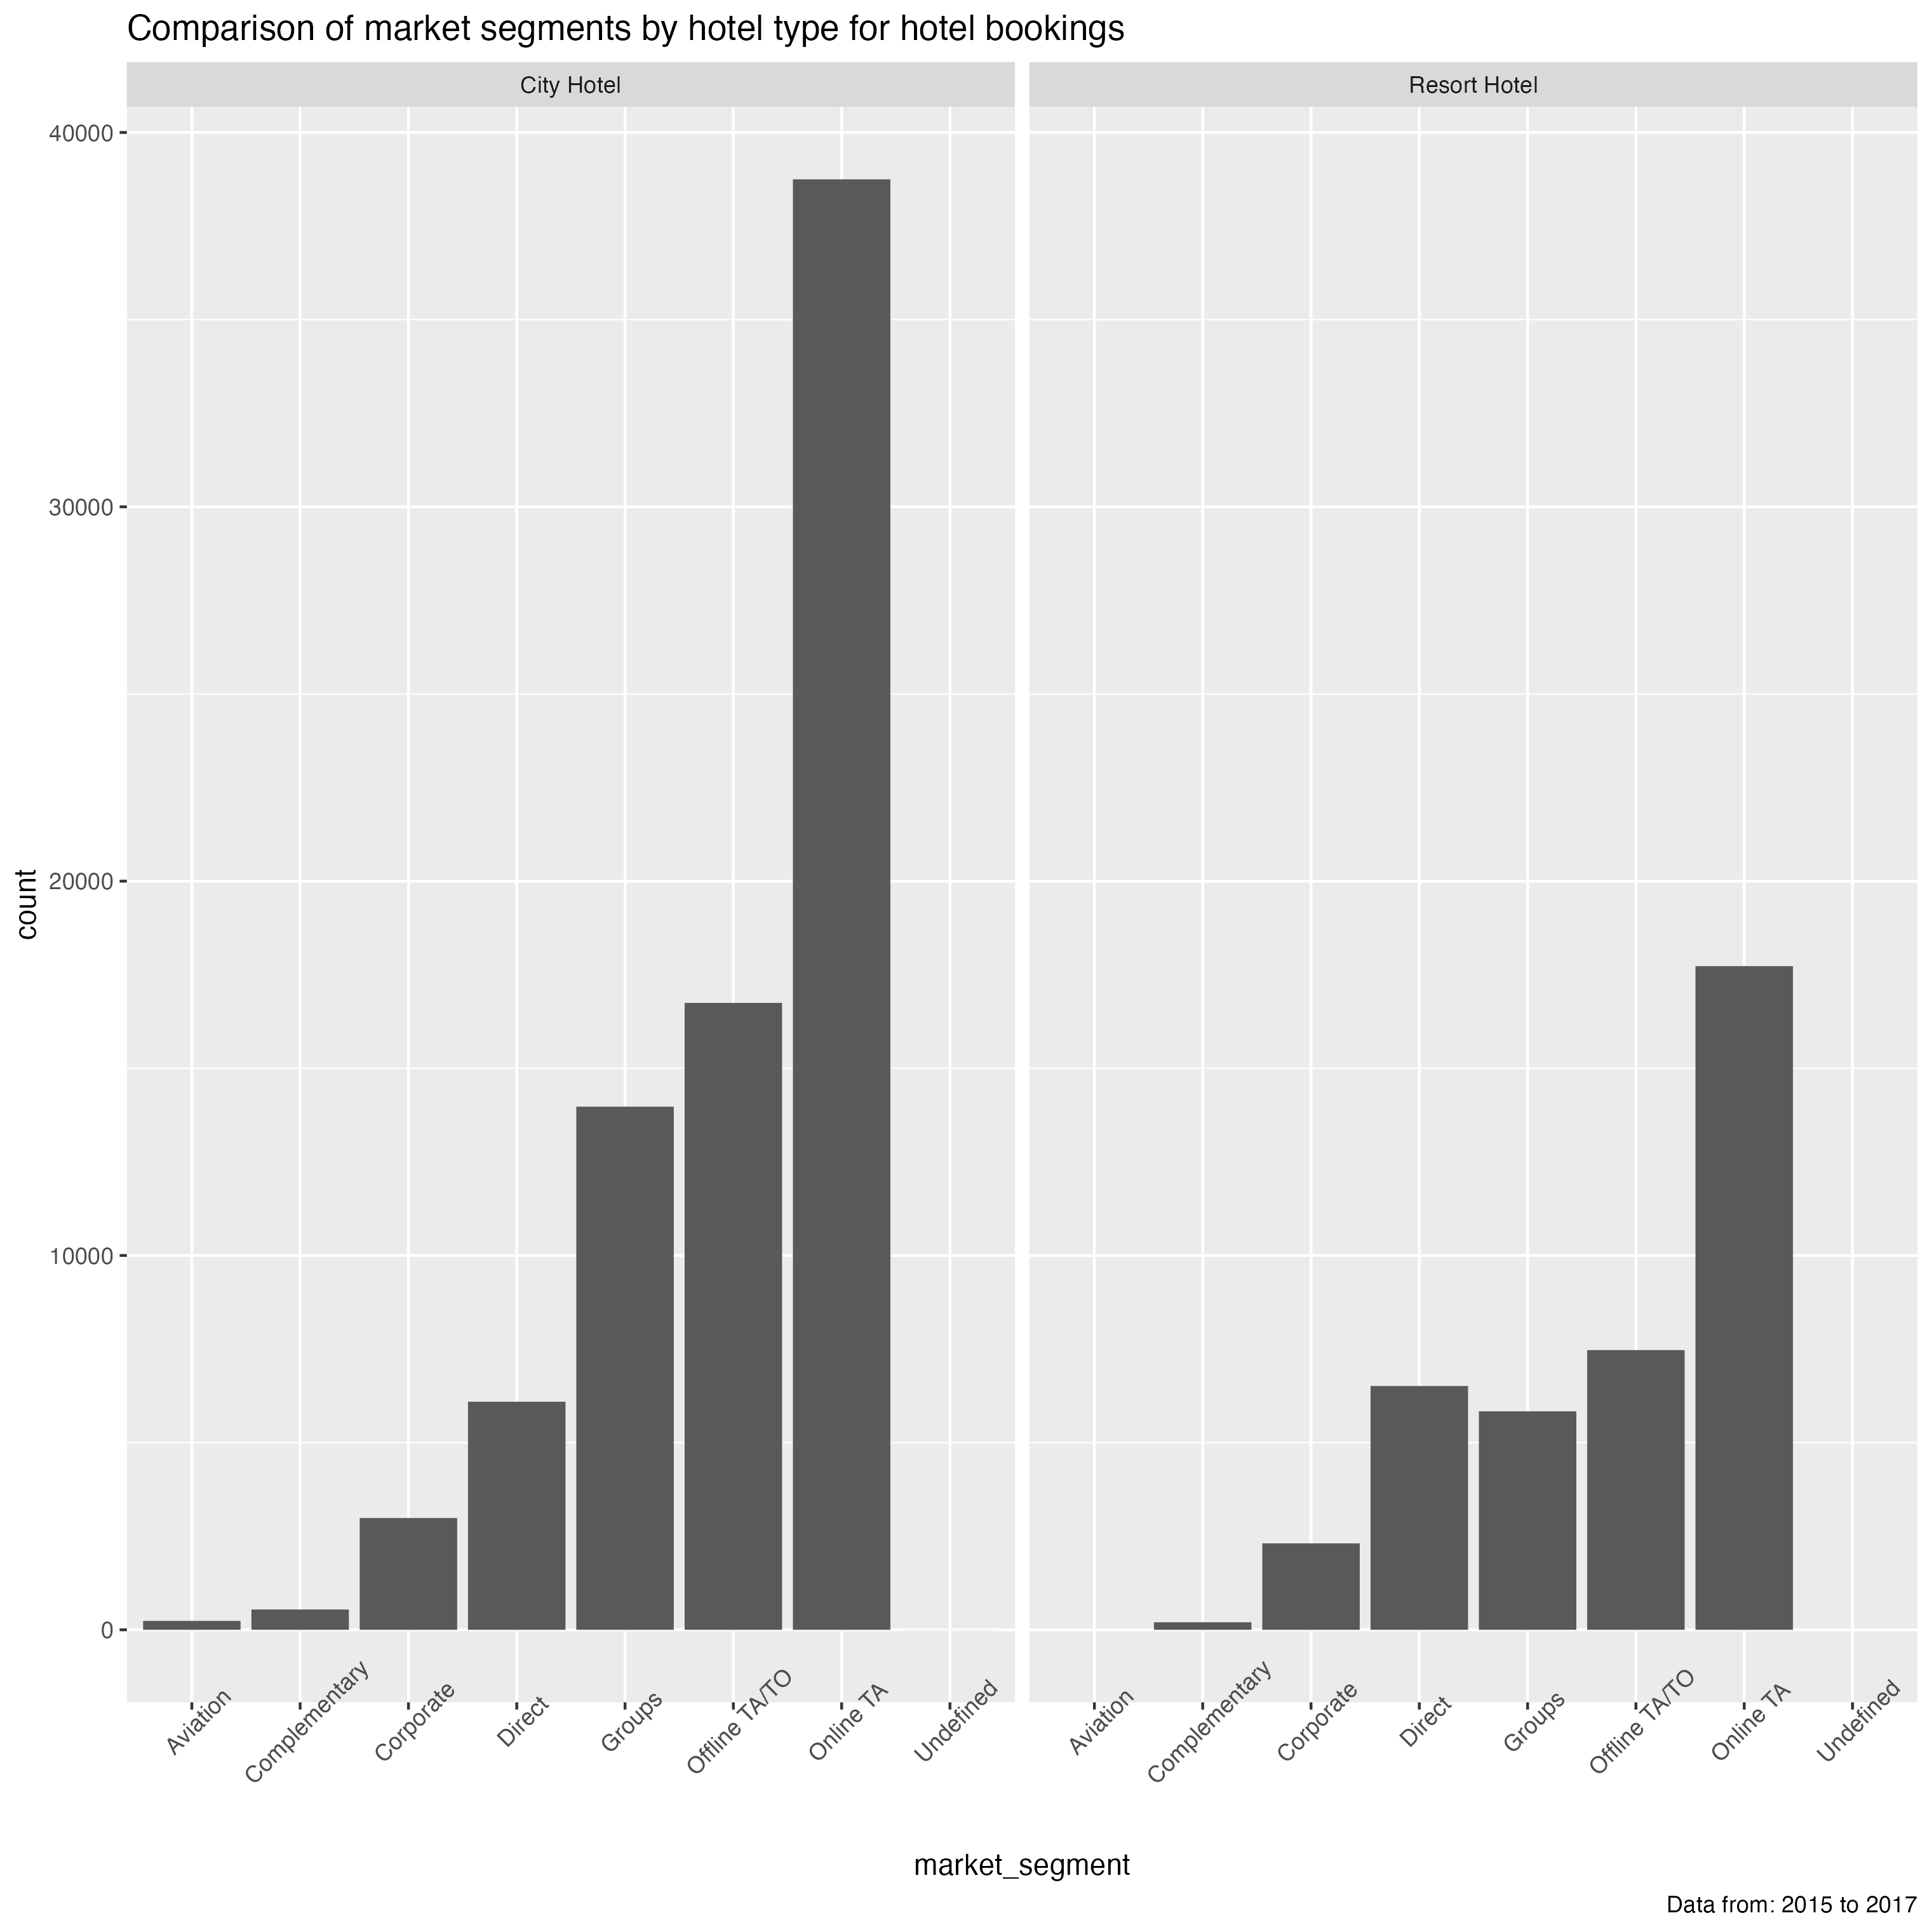 Comparison of market segments by hotel type for hotel bookings
City Hotel
Resort Hotel
count
40000
30000
20000
10000
0
Aviation
Complementary
Corporate
Direct
Groups
Offline TA/TO
Online TA
Undefined
Aviation
Complementary
Corporate
Direct
Groups
Offline TA/TO
Online TA
Undefined
market_segment
Data from: 2015 to 2017